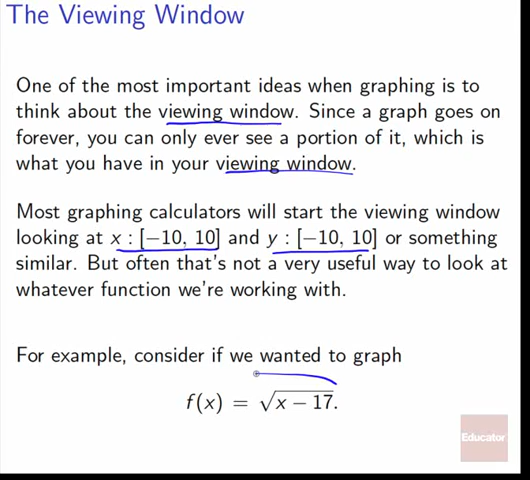 The Viewing Window
One of the most important ideas when graphing is to
think about the viewing window. Since a graph goes on
forever, you can only ever see a portion of it, which is
what you have in your viewing window.
Most graphing calculators will start the viewing window
looking at x : [−10, 10] and y : [−10, 10] or something
similar. But often that's not a very useful way to look at
whatever function we're working with.
For example, consider if we wanted to graph
f(x) = √x − 17.
Educator